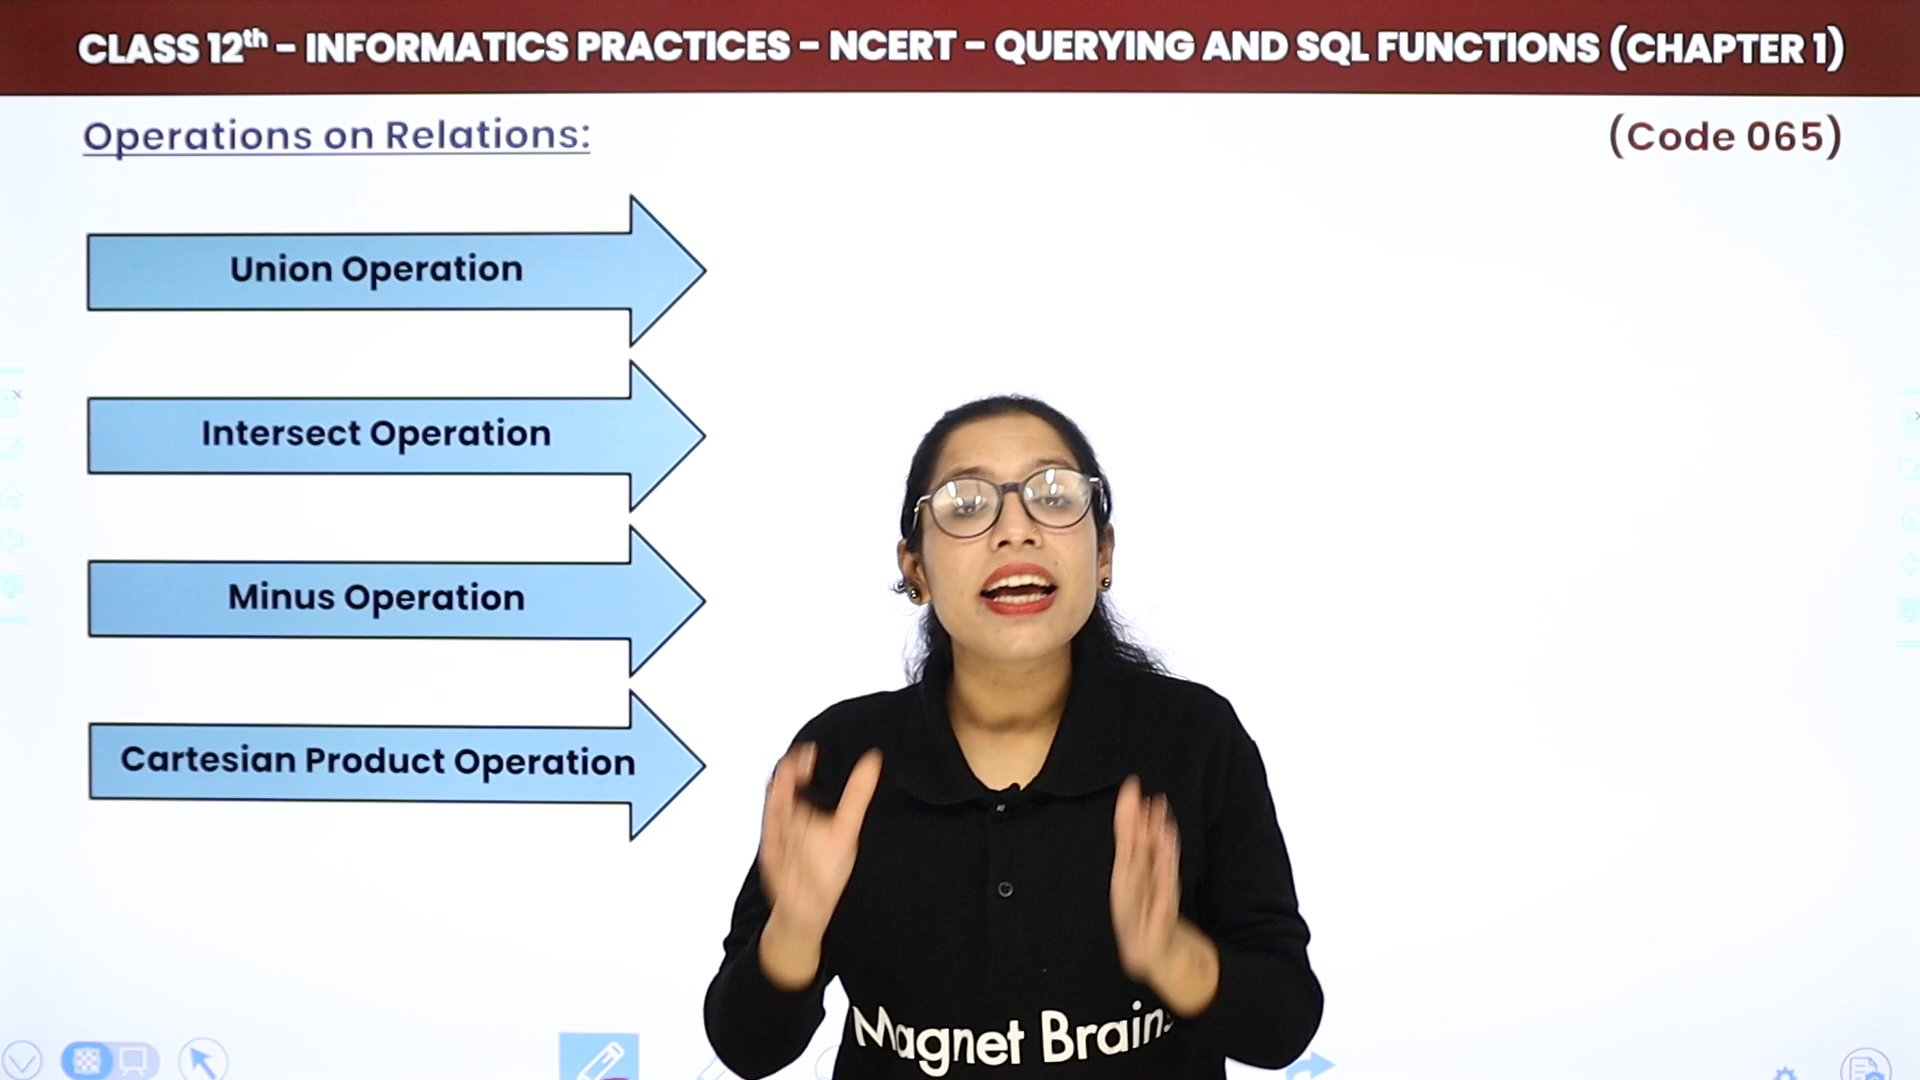 CLASS 12th – INFORMATICS PRACTICES – NCERT – QUERYING AND SQL FUNCTIONS (CHAPTER 1)
Operations on Relations:
(Code 065)
Union Operation
Intersect Operation
Minus Operation
Cartesian Product Operation
Magnet Brains